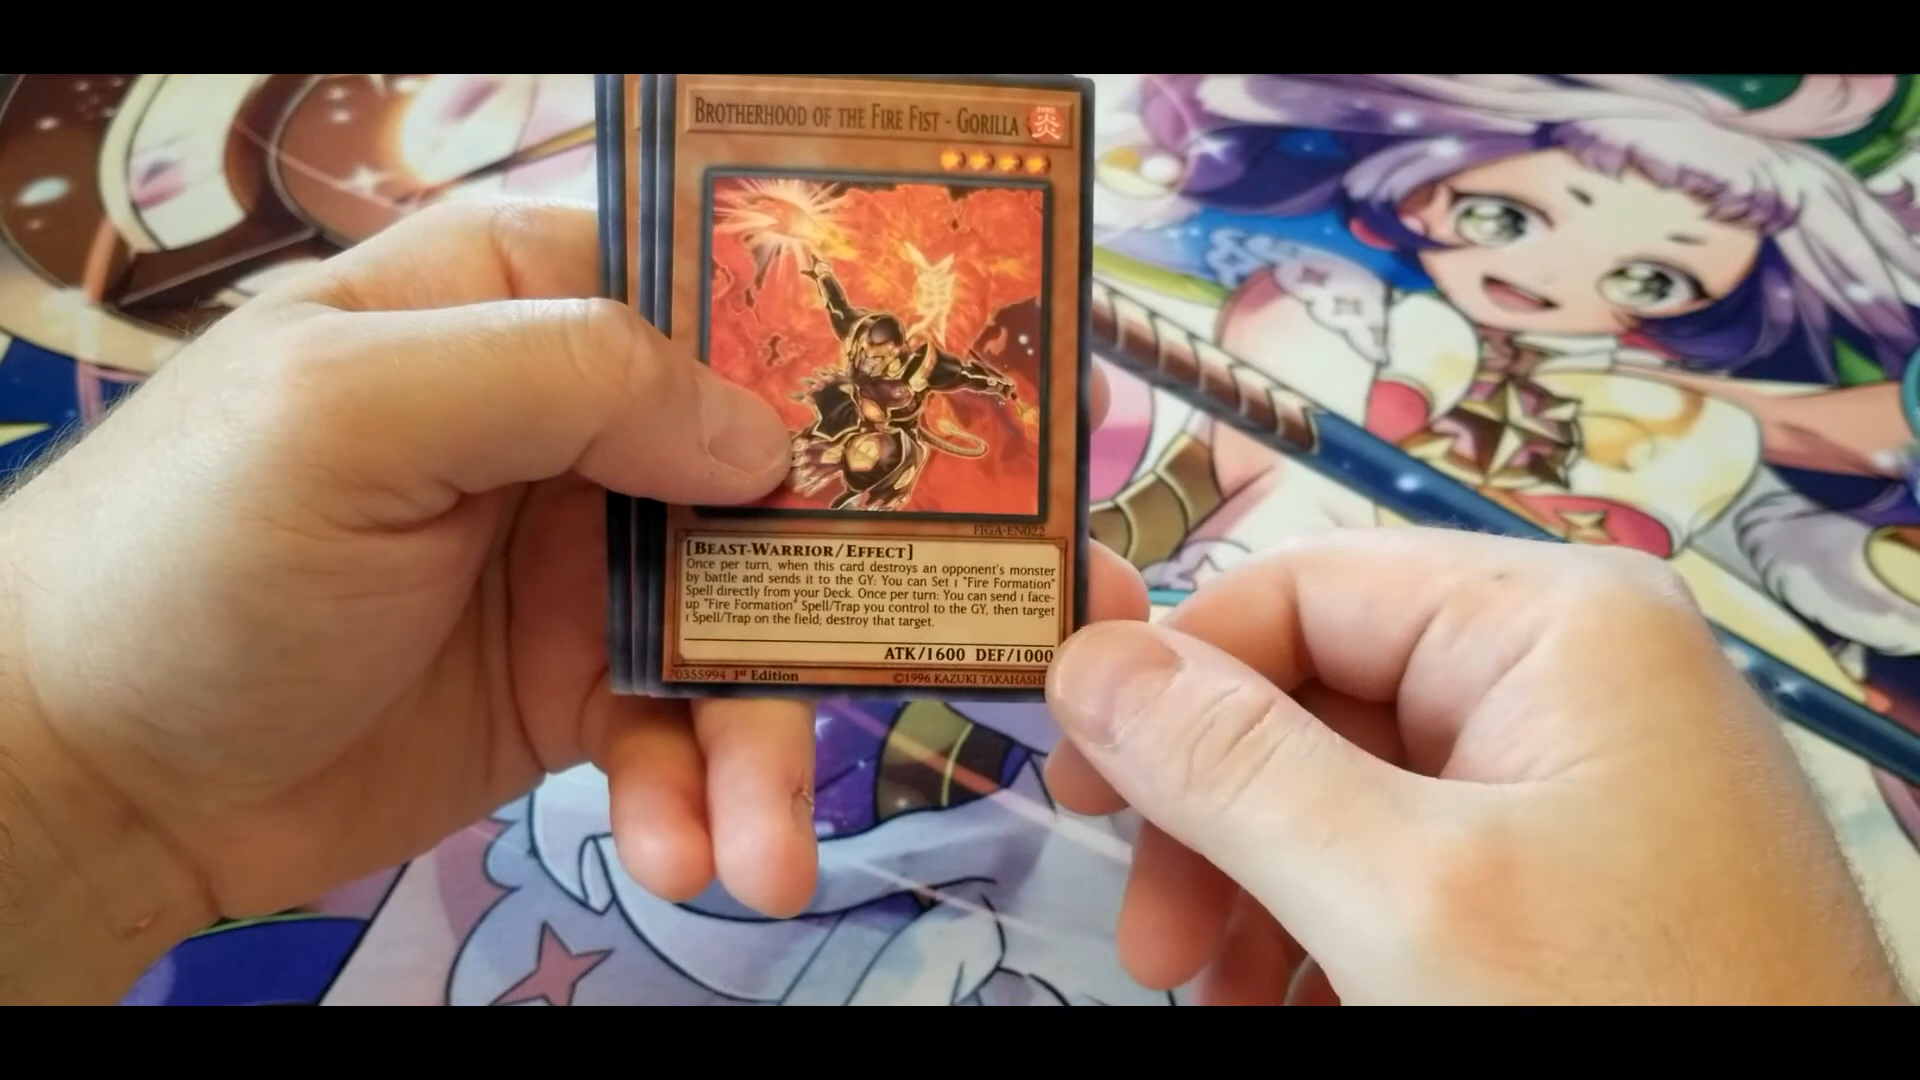 BROTHERHOOD OF THE FIRE FIST - GORILLA 炎
FIGA-EN022
[BEAST-WARRIOR/EFFECT]
Once per turn, when this card destroys an opponent's monster
by battle and sends it to the GY: You can Set 1 "Fire Formation"
Spell directly from your Deck. Once per turn: You can send 1 face-
up "Fire Formation" Spell/Trap you control to the GY, then target
1 Spell/Trap on the field; destroy that target.
ATK/1600 DEF/1000
70355994 1st Edition ©1996 KAZUKI TAKAHASHI